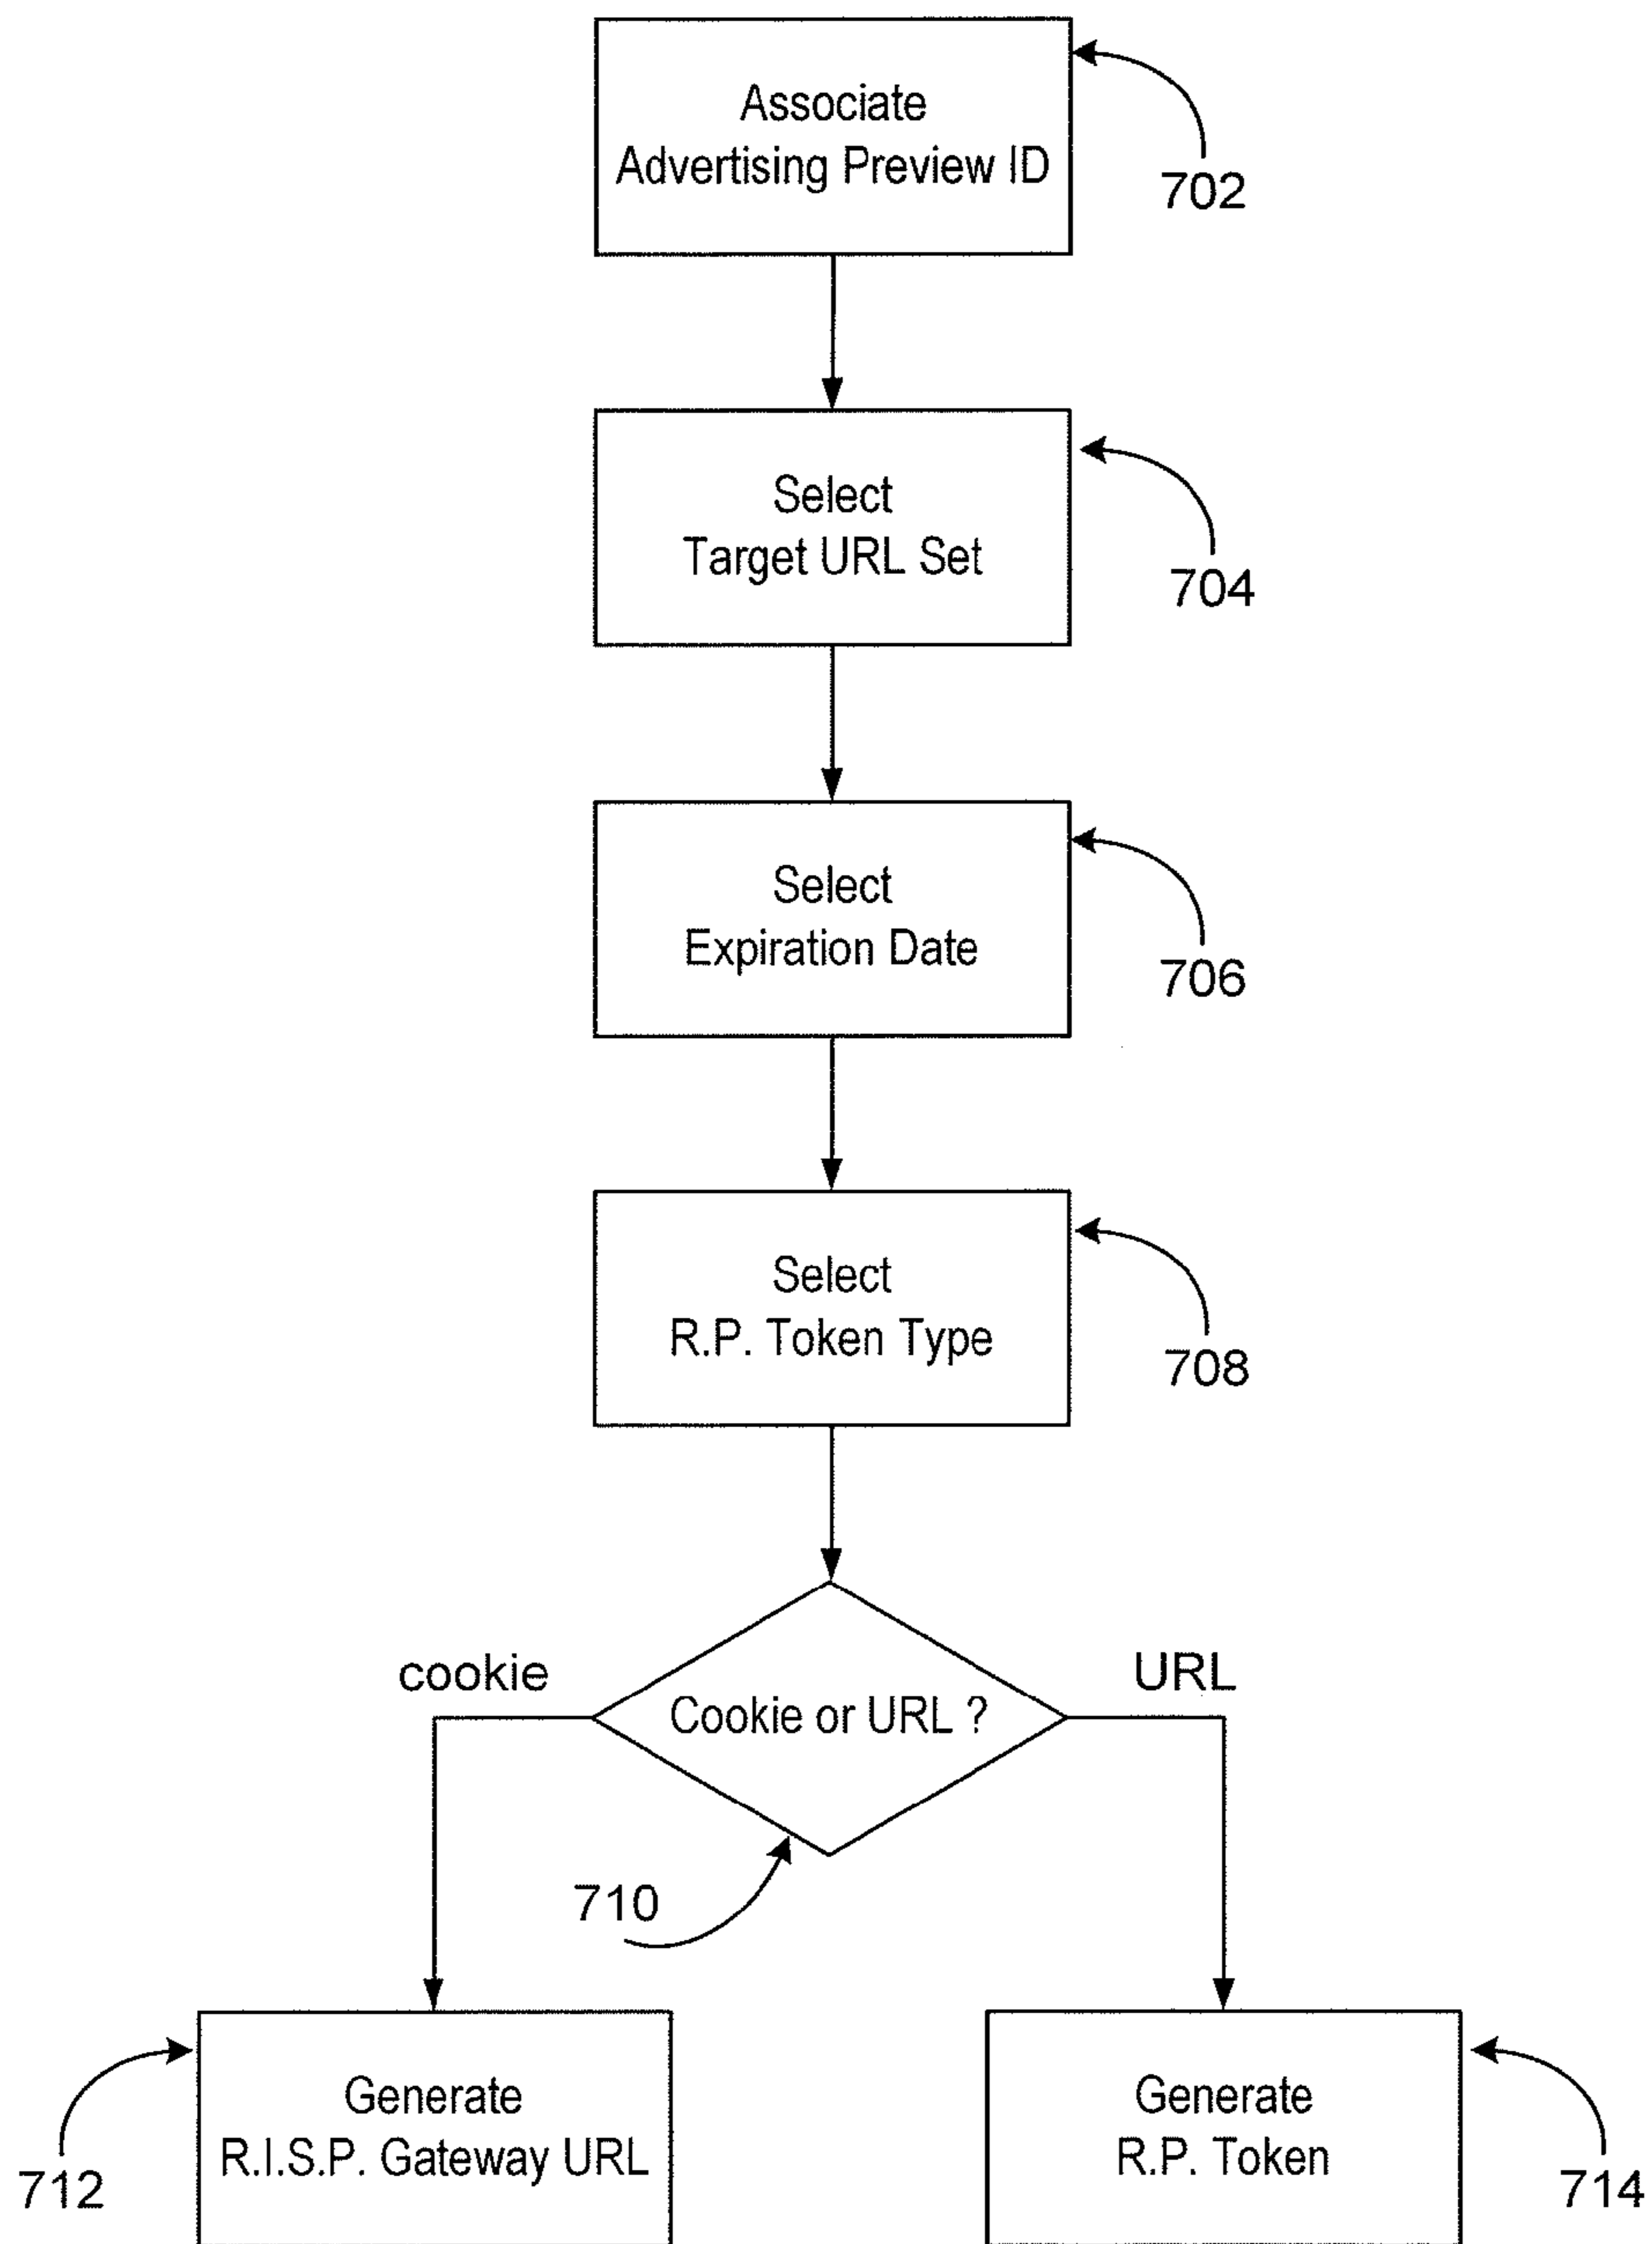 Associate
Advertising Preview ID
702
Select
Target URL Set
704
Select
Expiration Date
706
Select
R.P. Token Type
708
cookie
Cookie or URL ?
URL
710
Generate
R.I.S.P. Gateway URL
712
Generate
R.P. Token
714